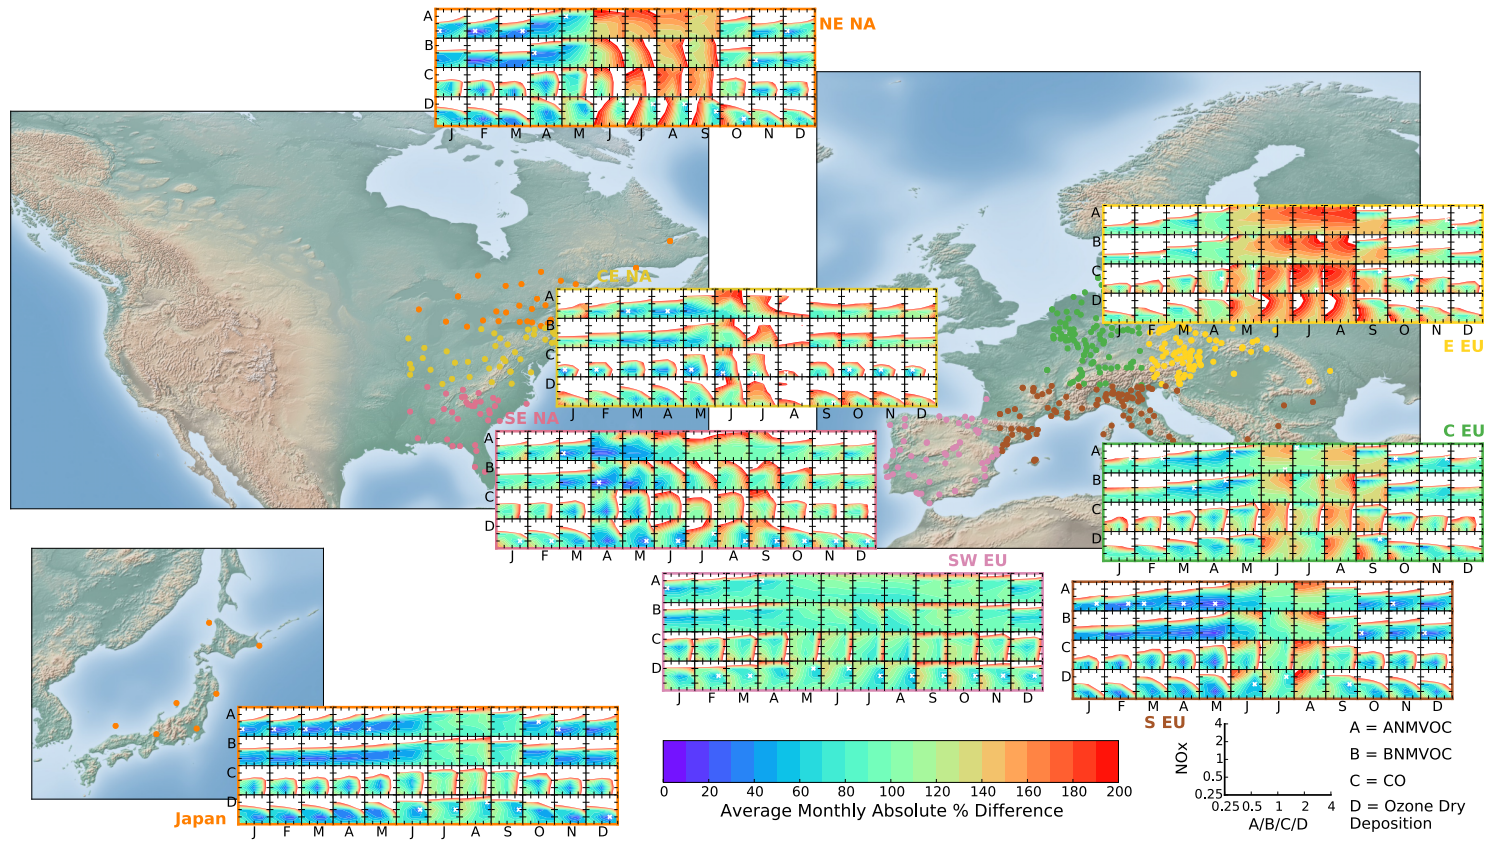 NE NA
A
B
C
D
J F M A M J J A S O N D
E EU
A
B
C
D
J F M A M J J A S O N D
CE NA
A
B
C
D
J F M A M J J A S O N D
SE NA
A
B
C
D
J F M A M J J A S O N D
C EU
A
B
C
D
J F M A M J J A S O N D
SW EU
A
B
C
D
J F M A M J J A S O N D
A
B
C
D
J F M A M J J A S O N D
S EU
A
B
C
D
Japan
J F M A M J J A S O N D
0 20 40 60 80 100 120 140 160 180 200
Average Monthly Absolute % Difference
NOx
4
2
1
0.5
0.25
0.25 0.5 1 2 4
A/B/C/D
A = ANMVOC
B = BNMVOC
C = CO
D = Ozone Dry
Deposition